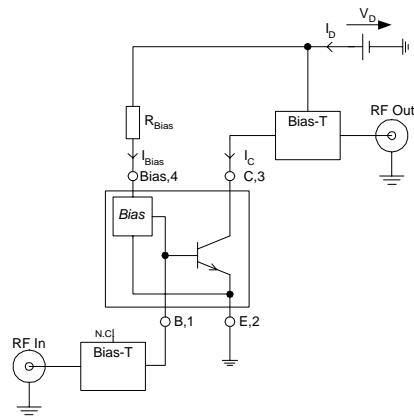 V_D
I_D
R_Bias
Bias-T
RF Out
I_Bias
I_C
Bias,4
C,3
Bias
B,1
E,2
N.C.
RF In
Bias-T